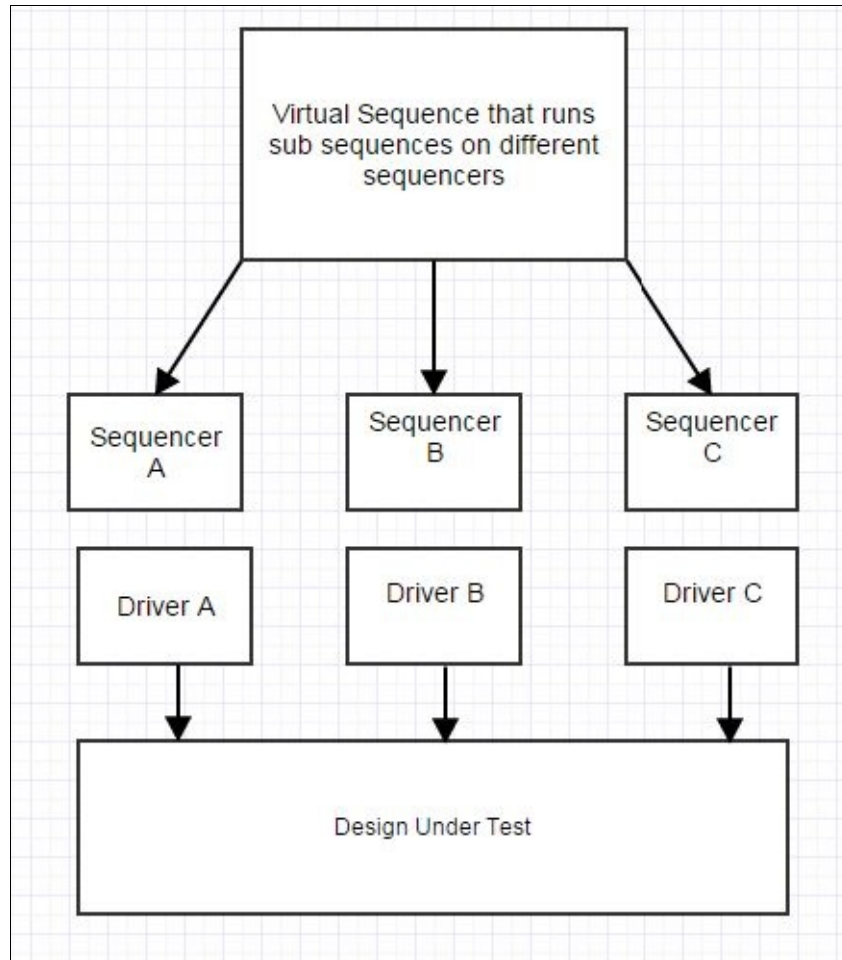 Virtual Sequence that runs
sub sequences on different
sequencers
Sequencer
A
Sequencer
B
Sequencer
C
Driver A
Driver B
Driver C
Design Under Test